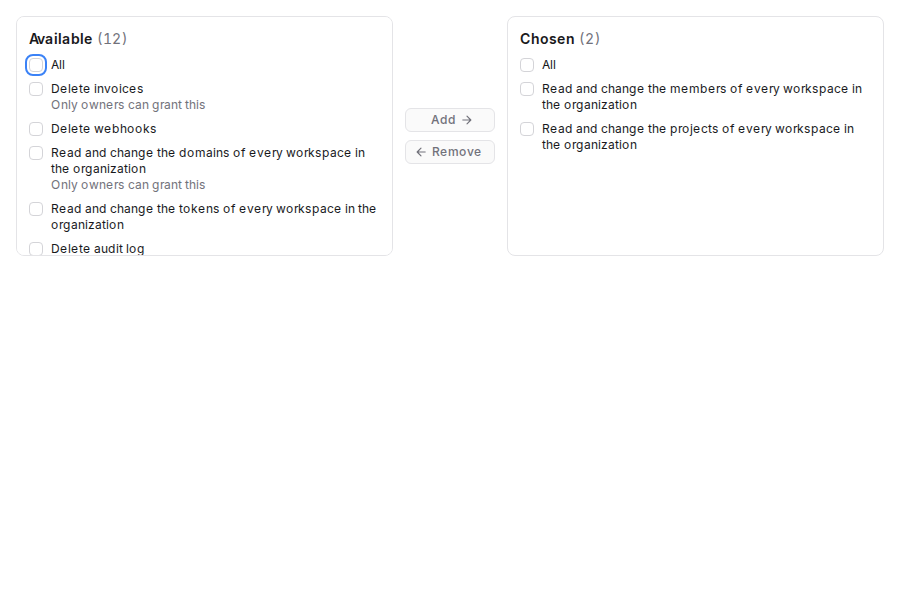 Available (12)
All
Delete invoices
Only owners can grant this
Delete webhooks
Read and change the domains of every workspace in
the organization
Only owners can grant this
Read and change the tokens of every workspace in the
organization
Delete audit log
Add
Remove
Chosen (2)
All
Read and change the members of every workspace in
the organization
Read and change the projects of every workspace in
the organization